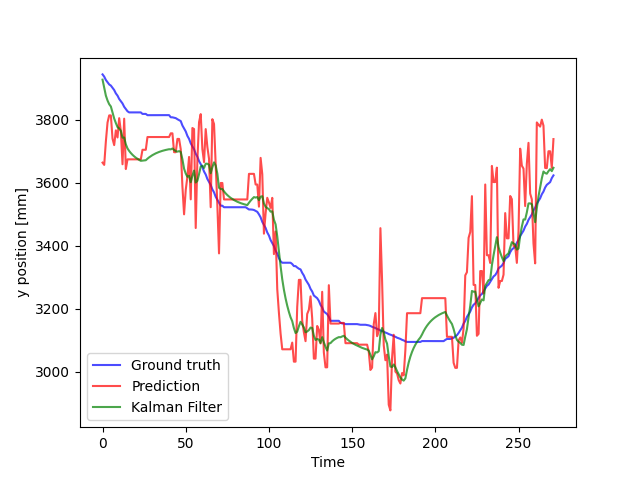 3800
3600
3400
3200
3000
y position [mm]
0 50 100 150 200 250
Time
Ground truth
Prediction
Kalman Filter